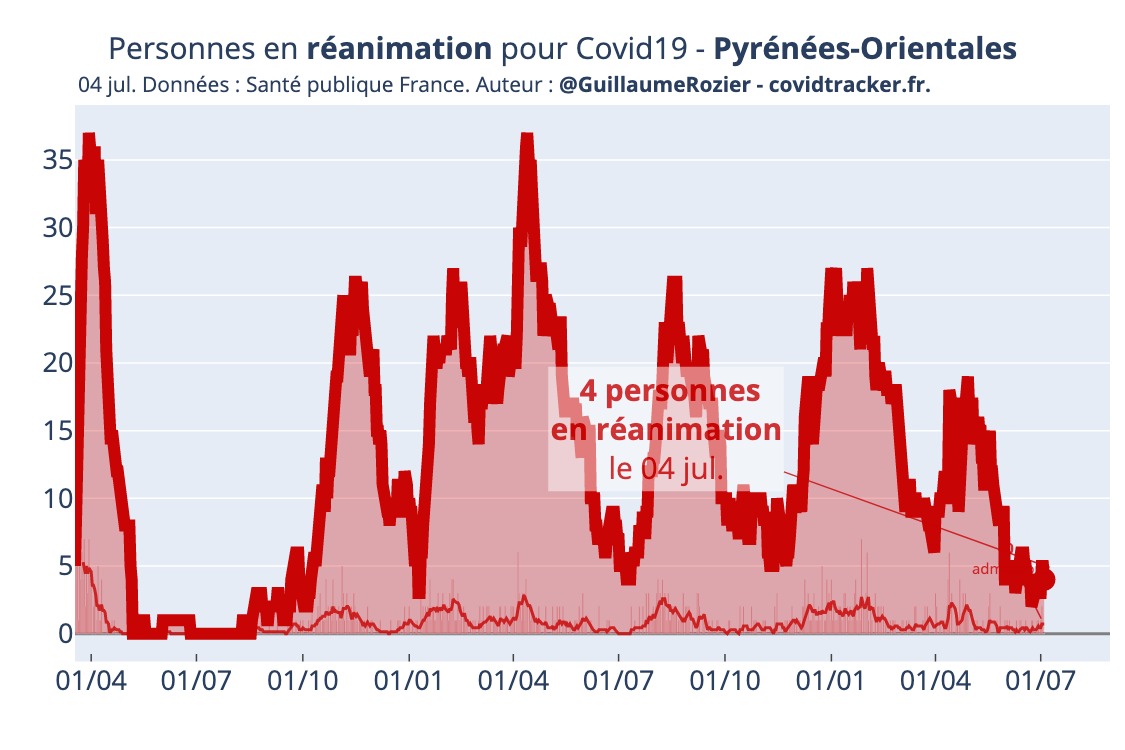 Personnes en réanimation pour Covid19 - Pyrénées-Orientales
04 jul. Données : Santé publique France. Auteur : @GuillaumeRozier - covidtracker.fr.
35
30
25
20
15
10
5
0
4 personnes
en réanimation
le 04 jul.
01/04 01/07 01/10 01/01 01/04 01/07 01/10 01/01 01/04 01/07